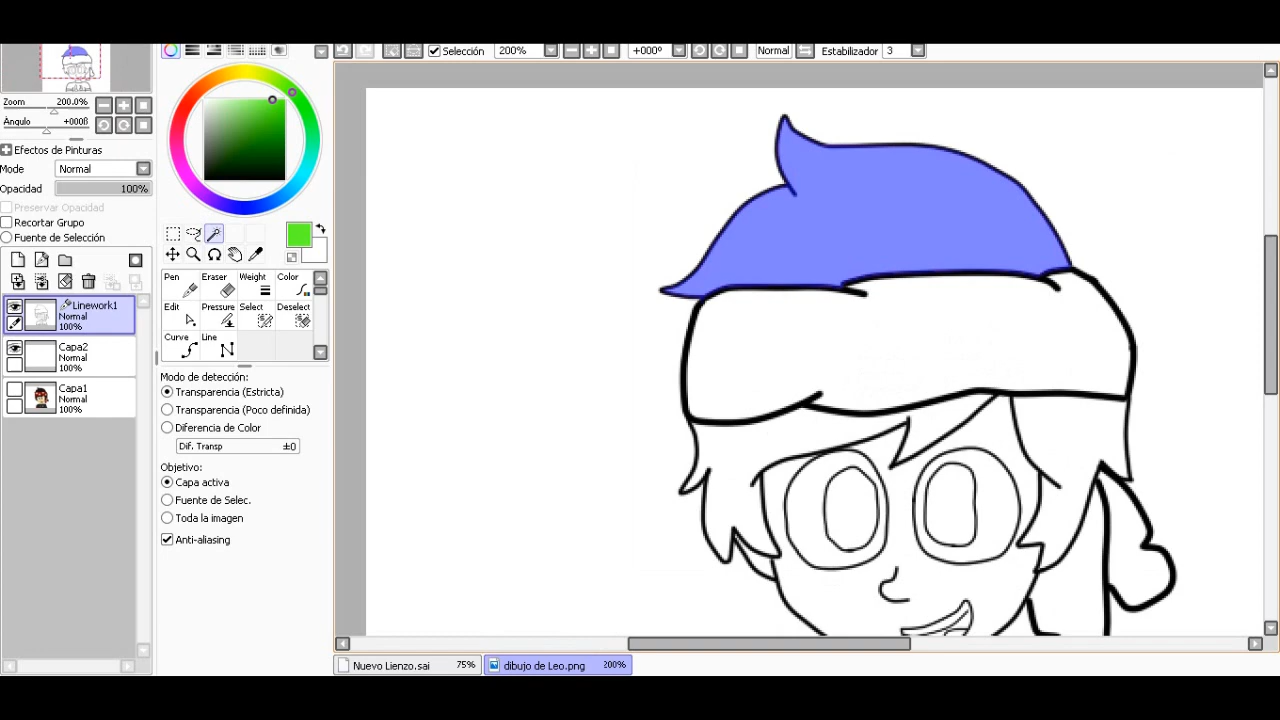 Selección 200% +000º Normal Estabilizador 3
Zoom 200.0%
Ángulo +000ß
Efectos de Pinturas
Mode Normal
Opacidad 100%
Preservar Opacidad
Recortar Grupo
Fuente de Selección
Linework1
Normal
100%
Capa2
Normal
100%
Capa1
Normal
100%
Pen Eraser Weight Color
Edit Pressure Select Deselect
Curve Line
Modo de detección:
Transparencia (Estricta)
Transparencia (Poco definida)
Diferencia de Color
Dif. Transp ±0
Objetivo:
Capa activa
Fuente de Selec.
Toda la imagen
Anti-aliasing
Nuevo Lienzo.sai 75% dibujo de Leo.png 200%